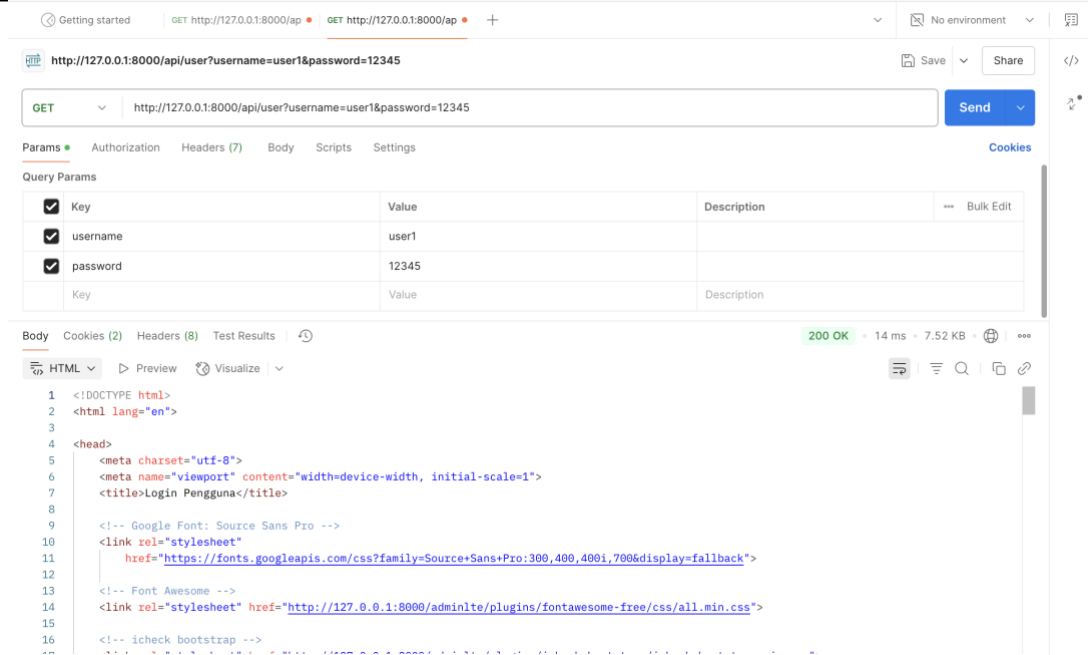 Getting started GET http://127.0.0.1:8000/ap GET http://127.0.0.1:8000/ap No environment
HTTP http://127.0.0.1:8000/api/user?username=user1&password=12345 Save Share
GET http://127.0.0.1:8000/api/user?username=user1&password=12345 Send
Params Authorization Headers (7) Body Scripts Settings Cookies
Query Params
Key Value Description Bulk Edit
username user1
password 12345
Key Value Description
Body Cookies (2) Headers (8) Test Results 200 OK 14 ms 7.52 KB
HTML Preview Visualize
1 <!DOCTYPE html>
2 <html lang="en">
3
4 <head>
5 <meta charset="utf-8">
6 <meta name="viewport" content="width=device-width, initial-scale=1">
7 <title>Login Pengguna</title>
8
9 <!-- Google Font: Source Sans Pro -->
10 <link rel="stylesheet"
11 href="https://fonts.googleapis.com/css?family=Source+Sans+Pro:300,400,400i,700&display=fallback">
12
13 <!-- Font Awesome -->
14 <link rel="stylesheet" href="http://127.0.0.1:8000/adminlte/plugins/fontawesome-free/css/all.min.css">
15
16 <!-- icheck bootstrap -->